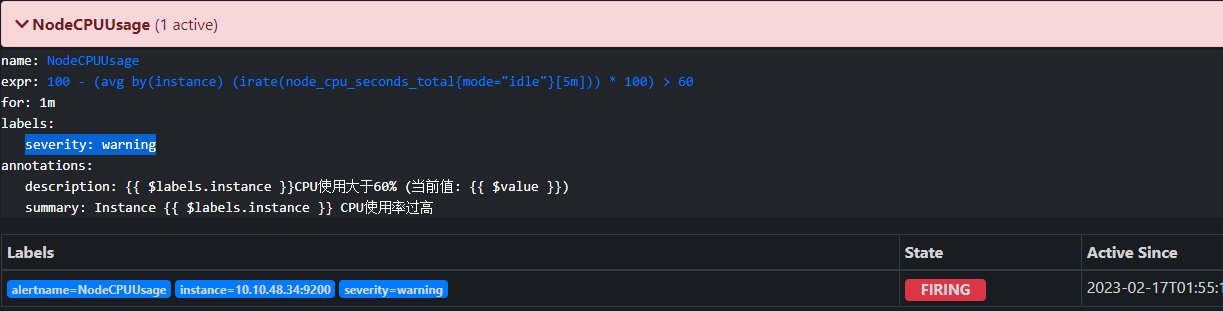 NodeCPUUsage (1 active)
name: NodeCPUUsage
expr: 100 - (avg by(instance) (irate(node_cpu_seconds_total{mode="idle"}[5m])) * 100) > 60
for: 1m
labels:
severity: warning
annotations:
description: {{ $labels.instance }}CPU使用大于60% (当前值: {{ $value }})
summary: Instance {{ $labels.instance }} CPU使用率过高
Labels State Active Since
alertname=NodeCPUUsage instance=10.10.48.34:9200 severity=warning FIRING 2023-02-17T01:55: